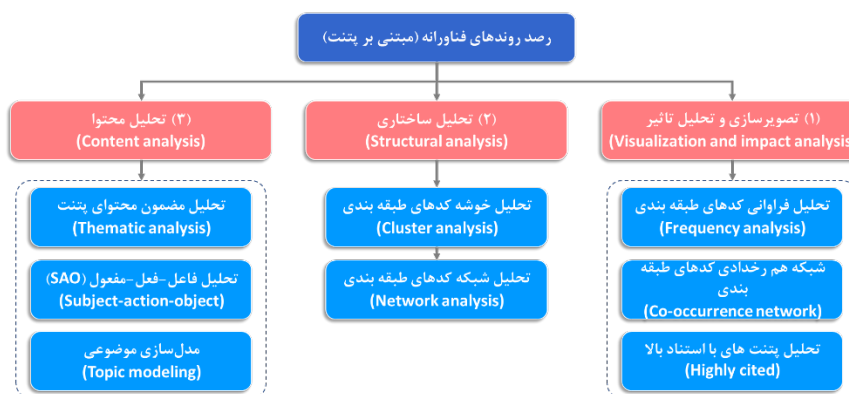 رصد روندهای فناورانه (مبتنی بر پتنت)
(۱) تصویرسازی و تحلیل تاثیر
(Visualization and impact analysis)
(۲) تحلیل ساختاری
(Structural analysis)
(۳) تحلیل محتوا
(Content analysis)
تحلیل فراوانی کدهای طبقه بندی
(Frequency analysis)
شبکه هم رخدادی کدهای طبقه
بندی
(Co-occurrence network)
تحلیل پتنت های با استناد بالا
(Highly cited)
تحلیل خوشه کدهای طبقه بندی
(Cluster analysis)
تحلیل شبکه کدهای طبقه بندی
(Network analysis)
تحلیل مضمون محتوای پتنت
(Thematic analysis)
تحلیل فاعل-فعل-مفعول (SAO)
(Subject-action-object)
مدل‌سازی موضوعی
(Topic modeling)